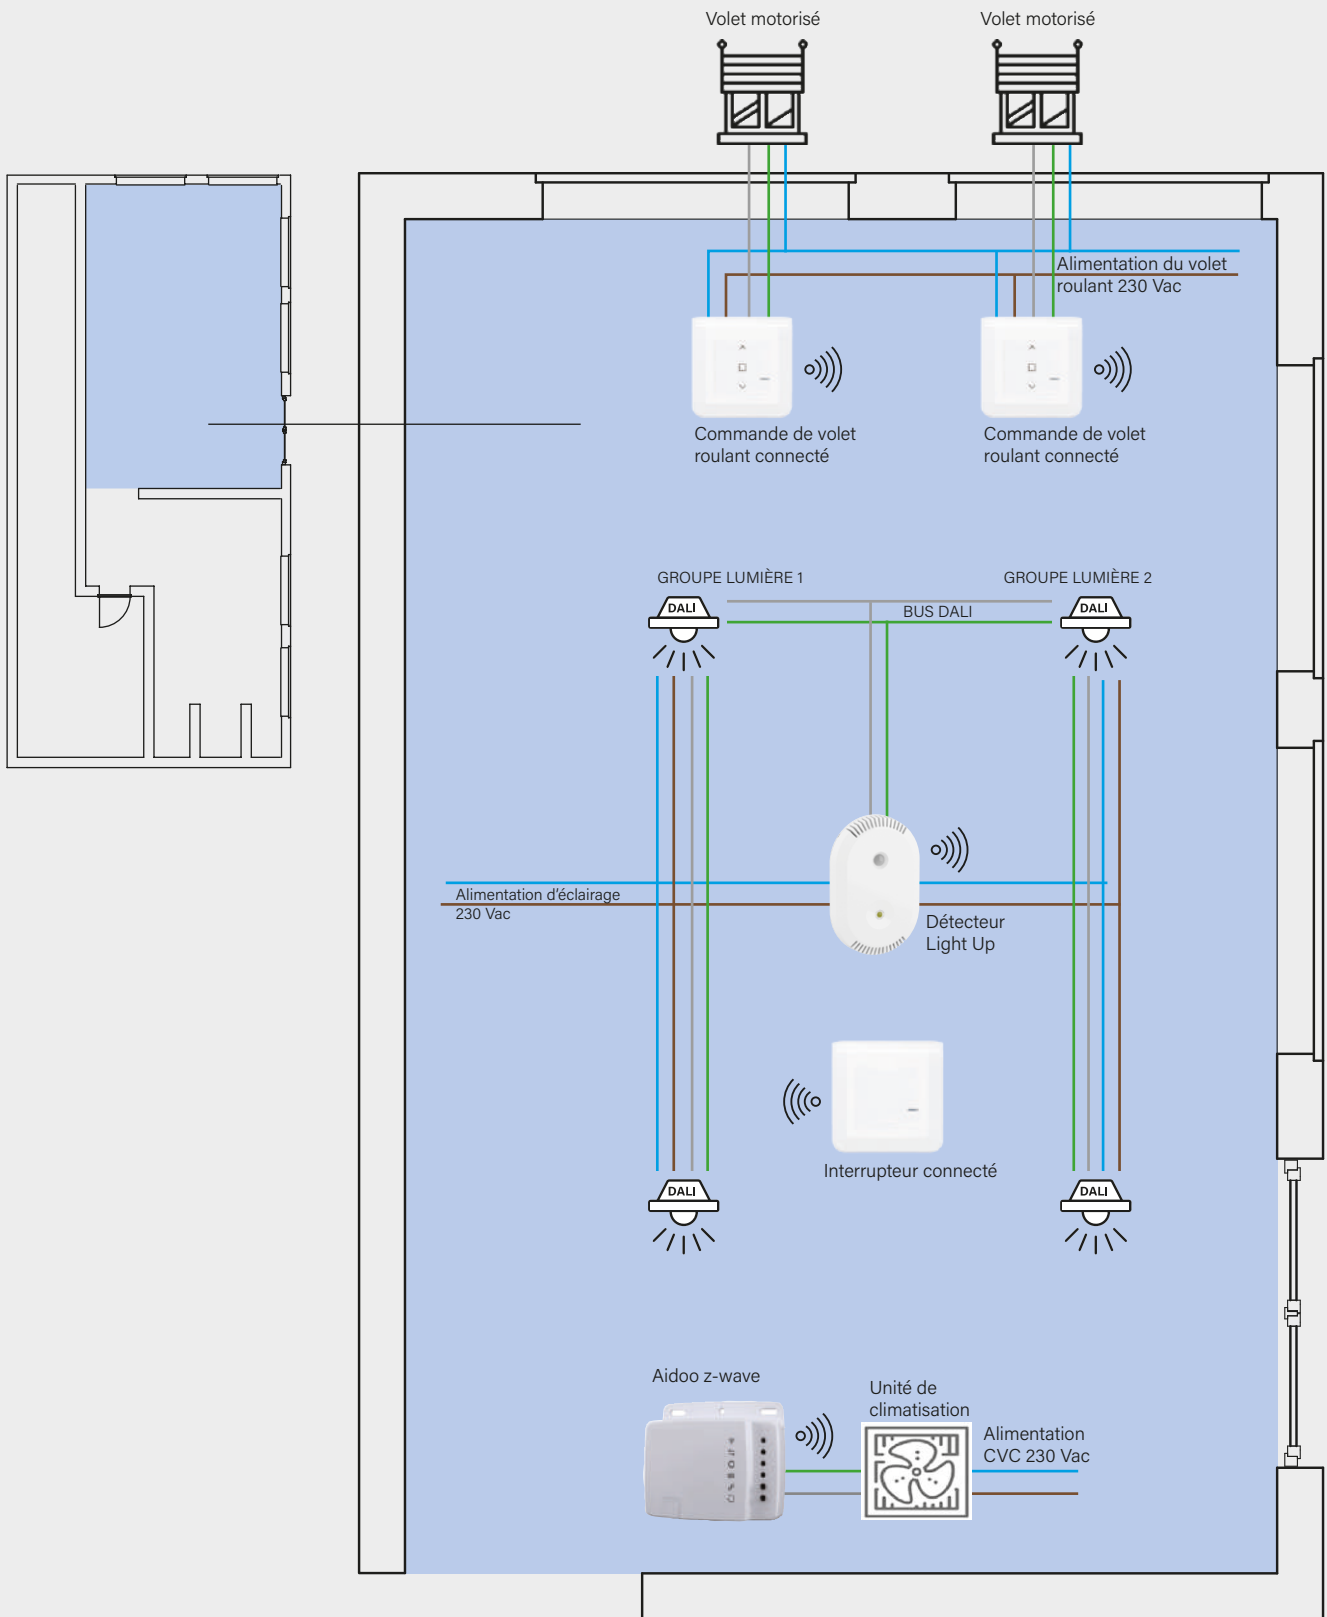 Volet motorisé
Volet motorisé
Alimentation du volet
roulant 230 Vac
Commande de volet
roulant connecté
Commande de volet
roulant connecté
GROUPE LUMIÈRE 1
GROUPE LUMIÈRE 2
DALI
DALI
BUS DALI
Alimentation d'éclairage
230 Vac
Détecteur
Light Up
Interrupteur connecté
DALI
DALI
Aidoo z-wave
Unité de
climatisation
Alimentation
CVC 230 Vac